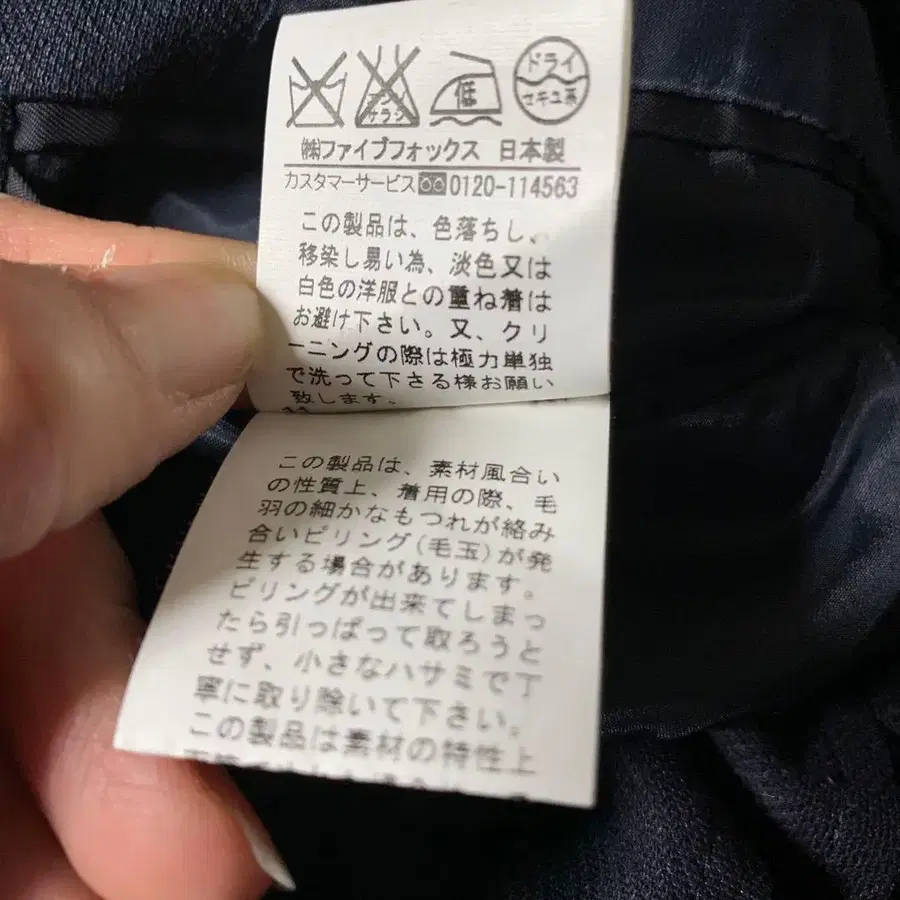 エンソ
サラシ
低
ドライ
セキユ系
㈱ファイブフォックス 日本製
カスタマーサービス 0120-114563
この製品は、色落ちし、
移染し易い為、淡色又は
白色の洋服との重ね着は
お避け下さい。又、クリ
ーニングの際は極力単独
で洗って下さる様お願い
致します。
この製品は、素材風合い
の性質上、着用の際、毛
羽の細かなもつれが絡み
合いピリング(毛玉)が発
生する場合があります。
ピリングが出来てしまっ
たら引っぱって取ろうと
せず、小さなハサミで丁
寧に取り除いて下さい。
この製品は素材の特性上